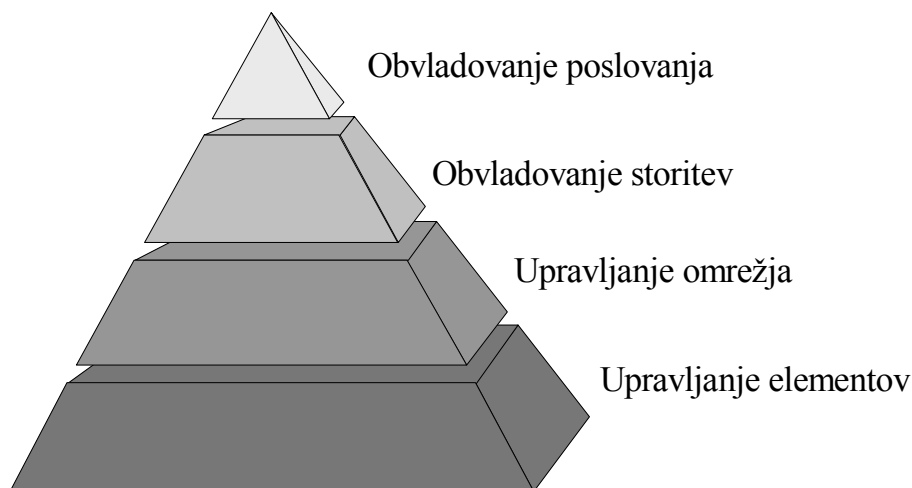 Obvladovanje poslovanja
Obvladovanje storitev
Upravljanje omrežja
Upravljanje elementov